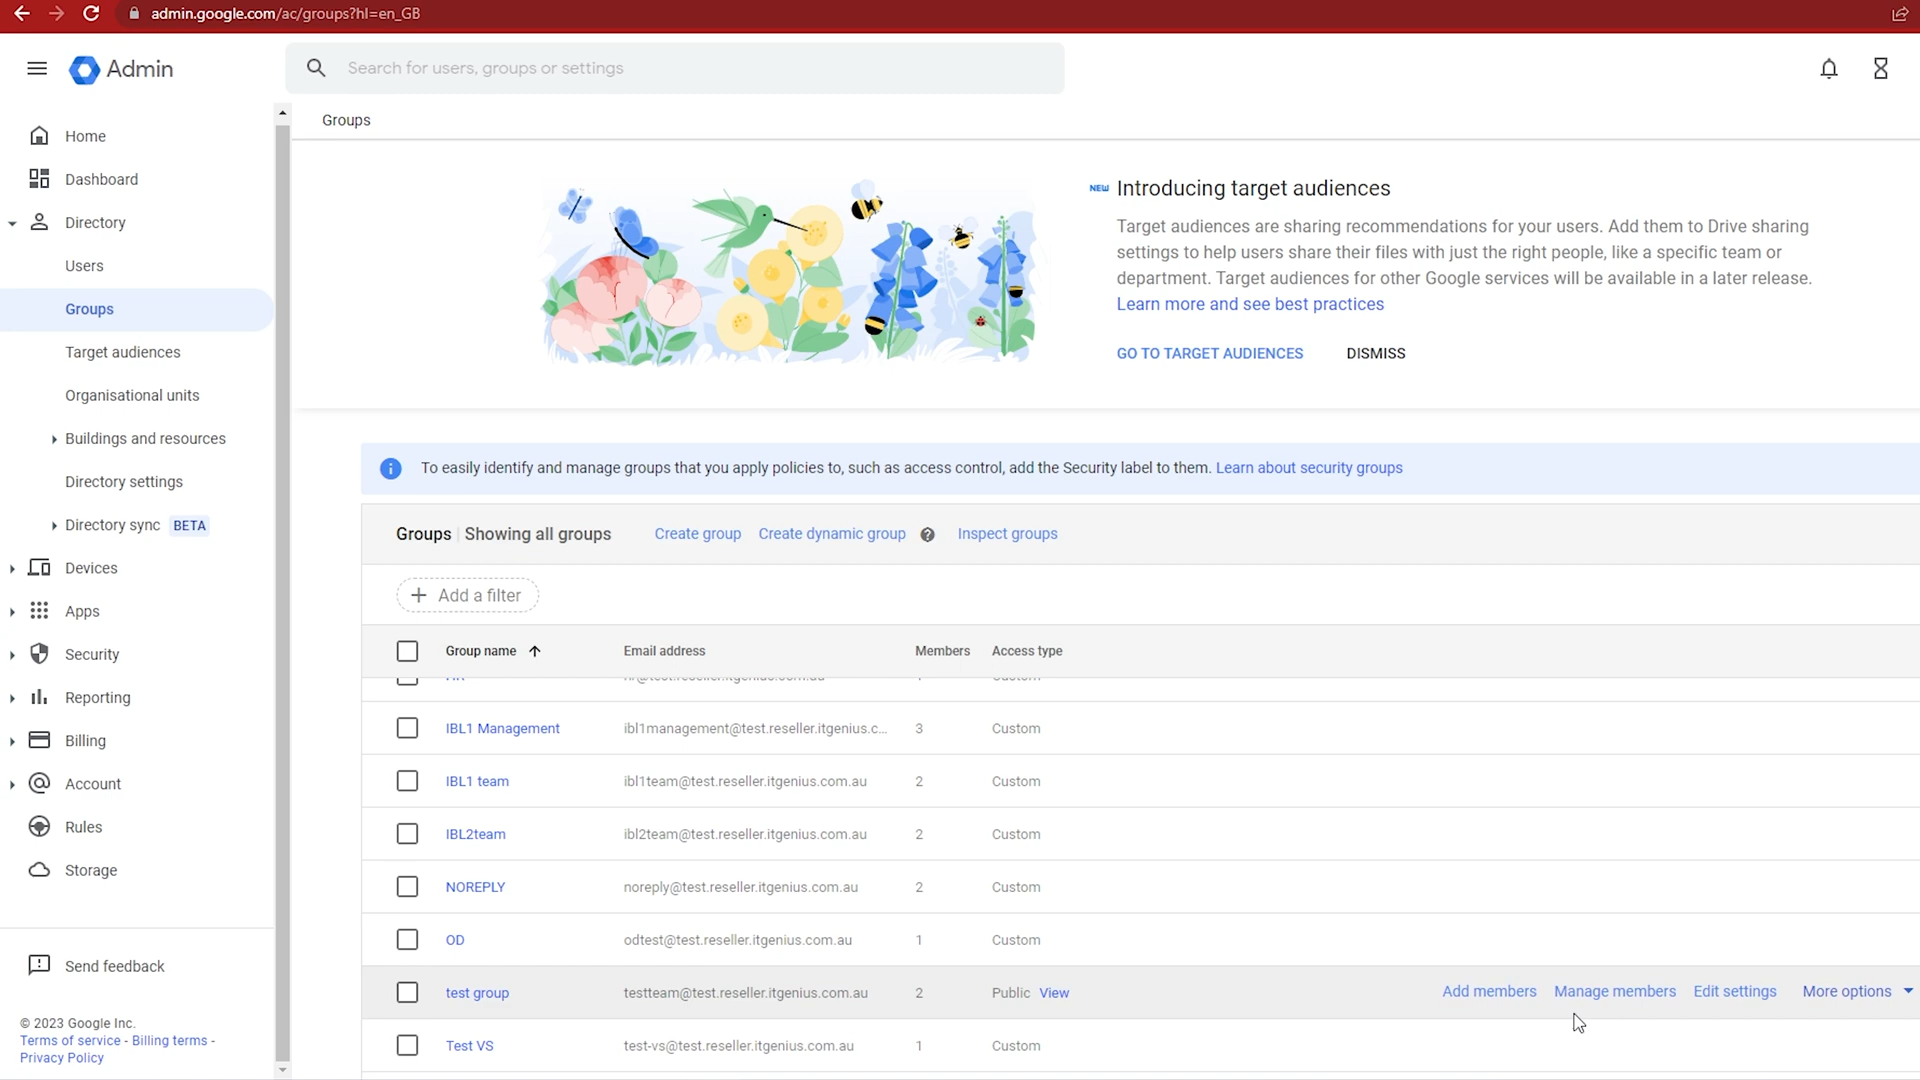 admin.google.com/ac/groups?hl=en_GB
Admin
Search for users, groups or settings
Home
Dashboard
Directory
Users
Groups
Target audiences
Organisational units
Buildings and resources
Directory settings
Directory sync BETA
Devices
Apps
Security
Reporting
Billing
Account
Rules
Storage
Send feedback
© 2023 Google Inc.
Terms of service - Billing terms -
Privacy Policy
Groups
NEW Introducing target audiences
Target audiences are sharing recommendations for your users. Add them to Drive sharing
settings to help users share their files with just the right people, like a specific team or
department. Target audiences for other Google services will be available in a later release.
Learn more and see best practices
GO TO TARGET AUDIENCES DISMISS
To easily identify and manage groups that you apply policies to, such as access control, add the Security label to them. Learn about security groups
Groups | Showing all groups Create group Create dynamic group ? Inspect groups
+ Add a filter
Group name Email address Members Access type
IBL1 Management ibl1management@test.reseller.itgenius.c... 3 Custom
IBL1 team ibl1team@test.reseller.itgenius.com.au 2 Custom
IBL2team ibl2team@test.reseller.itgenius.com.au 2 Custom
NOREPLY noreply@test.reseller.itgenius.com.au 2 Custom
OD odtest@test.reseller.itgenius.com.au 1 Custom
test group testteam@test.reseller.itgenius.com.au 2 Public View Add members Manage members Edit settings More options
Test VS test-vs@test.reseller.itgenius.com.au 1 Custom